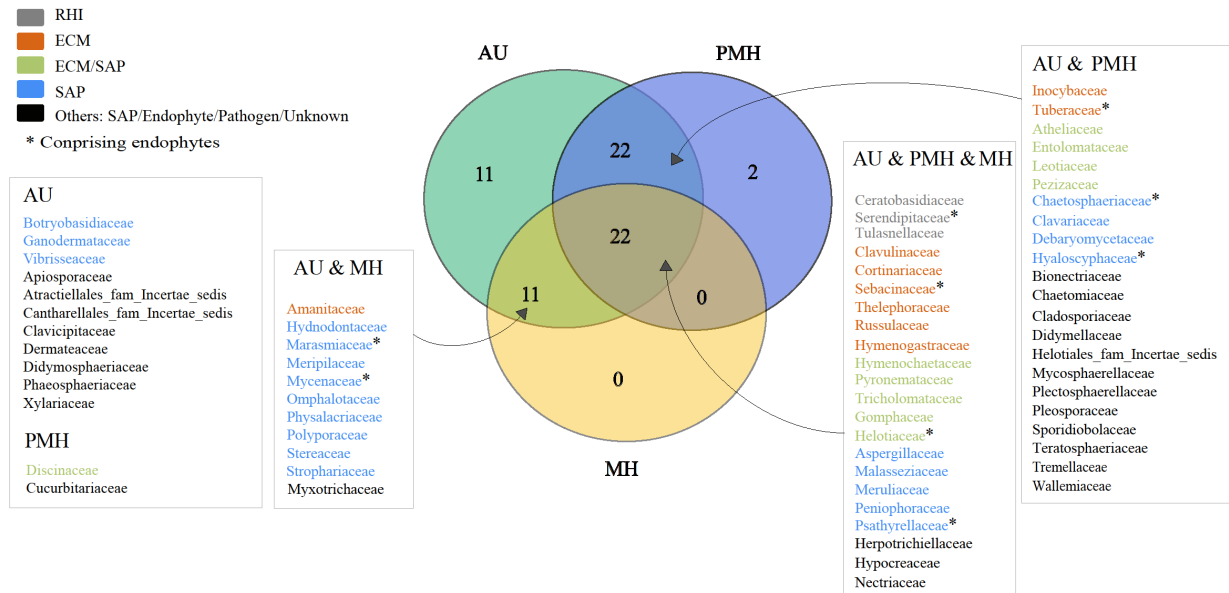 RHI
ECM
ECM/SAP
SAP
Others: SAP/Endophyte/Pathogen/Unknown
* Conprising endophytes
AU
Botryobasidiaceae
Ganodermataceae
Vibrisseaceae
Apiosporaceae
Atractiellales_fam_Incertae_sedis
Cantharellales_fam_Incertae_sedis
Clavicipitaceae
Dermateaceae
Didymosphaeriaceae
Phaeosphaeriaceae
Xylariaceae
PMH
Discinaceae
Cucurbitariaceae
AU & MH
Amanitaceae
Hydnodontaceae
Marasmiaceae*
Meripilaceae
Mycenaceae*
Omphalotaceae
Physalacriaceae
Polyporaceae
Stereaceae
Strophariaceae
Myxotrichaceae
AU
PMH
22
11
2
22
11
0
0
MH
AU & PMH & MH
Ceratobasidiaceae
Serendipitaceae*
Tulasnellaceae
Clavulinaceae
Cortinariaceae
Sebacinaceae*
Thelephoraceae
Russulaceae
Hymenogastraceae
Hymenochaetaceae
Pyronemataceae
Tricholomataceae
Gomphaceae
Helotiaceae*
Aspergillaceae
Malasseziaceae
Meruliaceae
Peniophoraceae
Psathyrellaceae*
Herpotrichiellaceae
Hypocreaceae
Nectriaceae
AU & PMH
Inocybaceae
Tuberaceae*
Atheliaceae
Entolomataceae
Leotiaceae
Pezizaceae
Chaetosphaeriaceae*
Clavariaceae
Debaryomycetaceae
Hyaloscyphaceae*
Bionectriaceae
Chaetomiaceae
Cladosporiaceae
Didymellaceae
Helotiales_fam_Incertae_sedis
Mycosphaerellaceae
Plectosphaerellaceae
Pleosporaceae
Sporidiobolaceae
Teratosphaeriaceae
Tremellaceae
Wallemiaceae